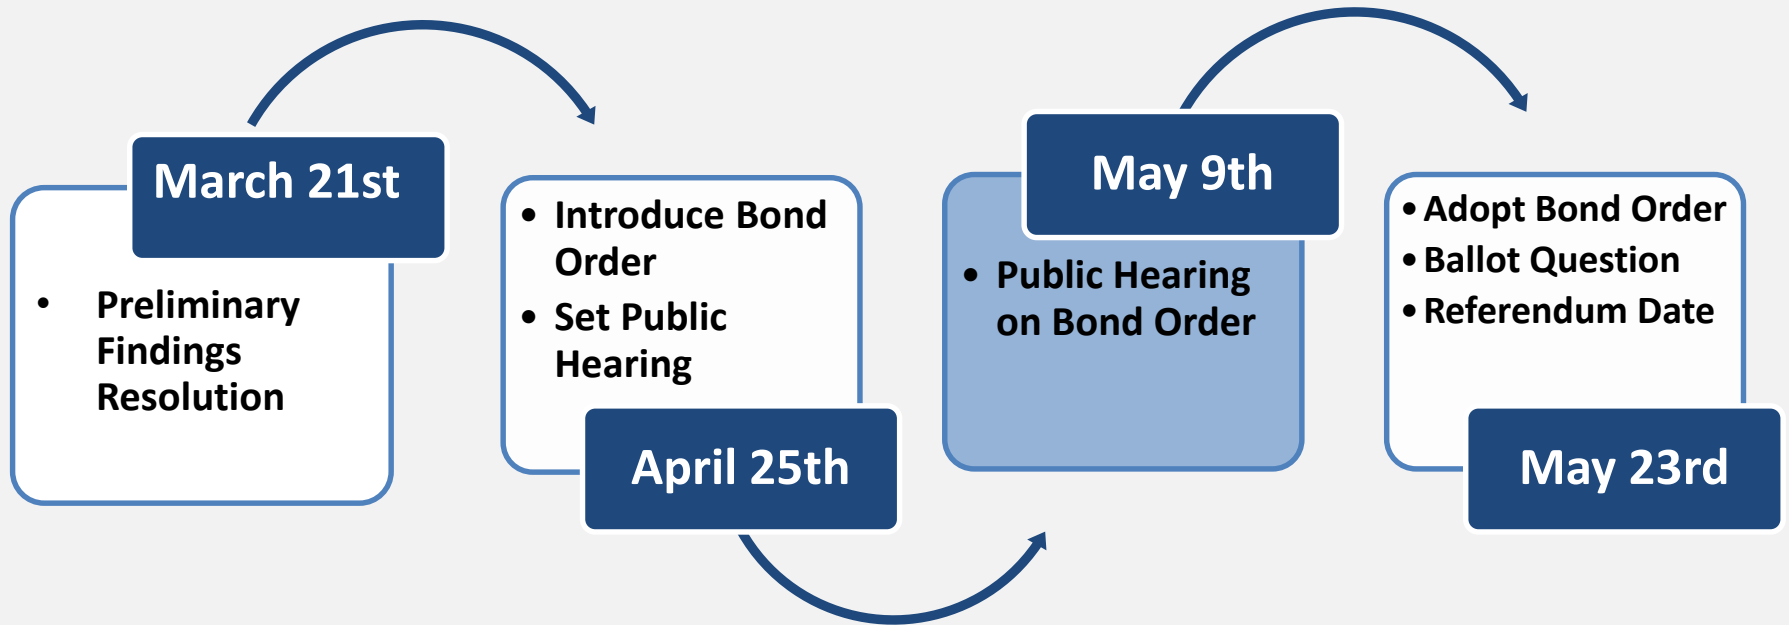 March 21st
• Preliminary
Findings
Resolution
• Introduce Bond
Order
• Set Public
Hearing
April 25th
May 9th
• Public Hearing
on Bond Order
• Adopt Bond Order
• Ballot Question
• Referendum Date
May 23rd